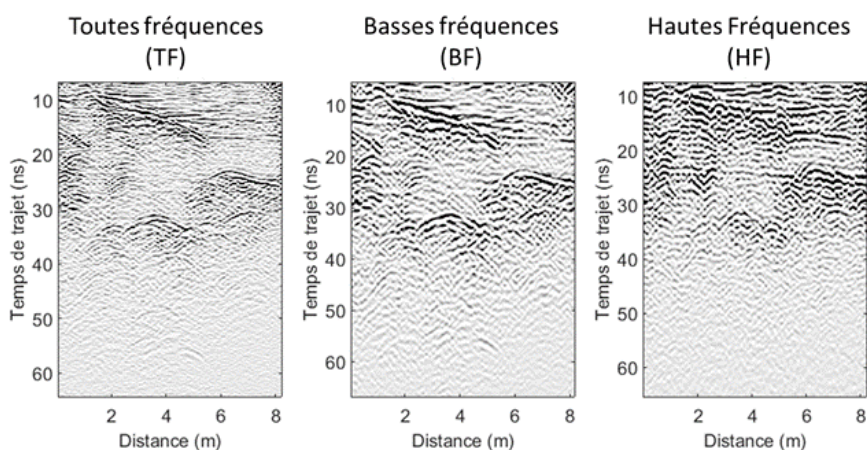 Toutes fréquences
(TF)
Basses fréquences
(BF)
Hautes Fréquences
(HF)
Temps de trajet (ns)
10
20
30
40
50
60
2 4 6 8
Distance (m)
Temps de trajet (ns)
10
20
30
40
50
60
2 4 6 8
Distance (m)
Temps de trajet (ns)
10
20
30
40
50
60
2 4 6 8
Distance (m)